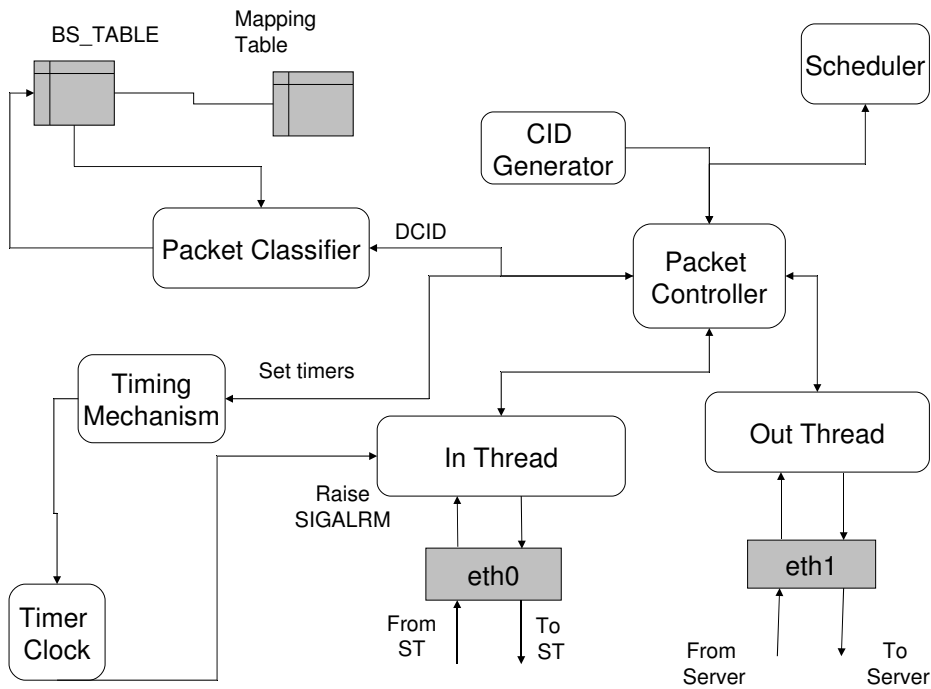 BS_TABLE
Mapping
Table
Scheduler
CID
Generator
Packet Classifier
DCID
Packet
Controller
Timing
Mechanism
Set timers
In Thread
Out Thread
Raise
SIGALRM
eth0
eth1
Timer
Clock
From
ST
To
ST
From
Server
To
Server